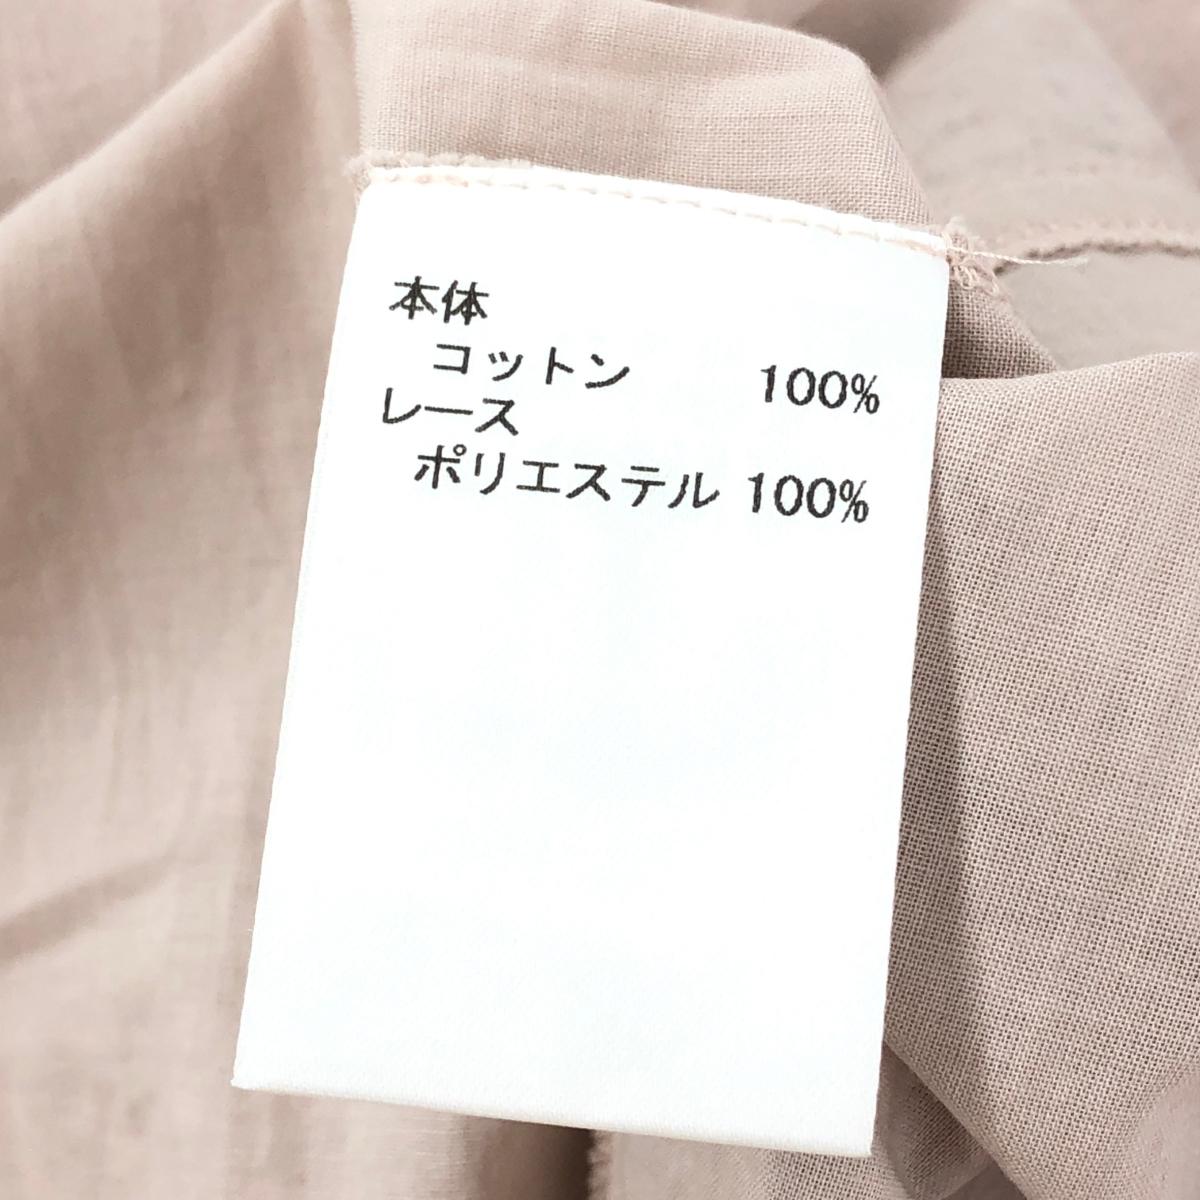 本体
コットン 100%
レース
ポリエステル 100%